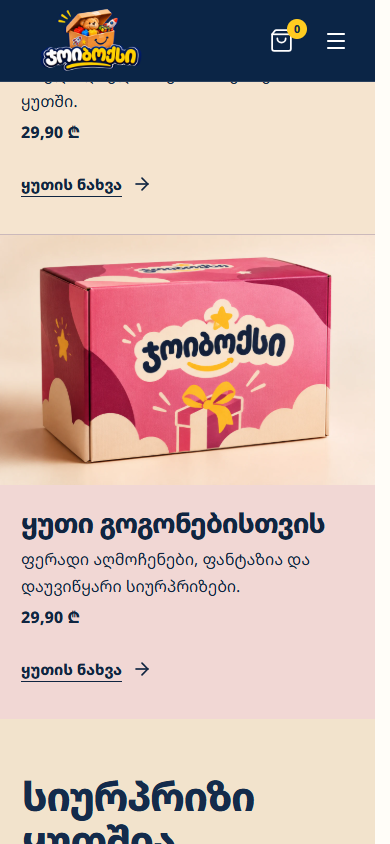 ჯოიბოქსი
0
ყუთში.
29,90 ₾
ყუთის ნახვა
ჯოიბოქსი
ჯოიბოქსი
ყუთი გოგონებისთვის
ფერადი აღმოჩენები, ფანტაზია და
დაუვიწყარი სიურპრიზები.
29,90 ₾
ყუთის ნახვა
სიურპრიზი